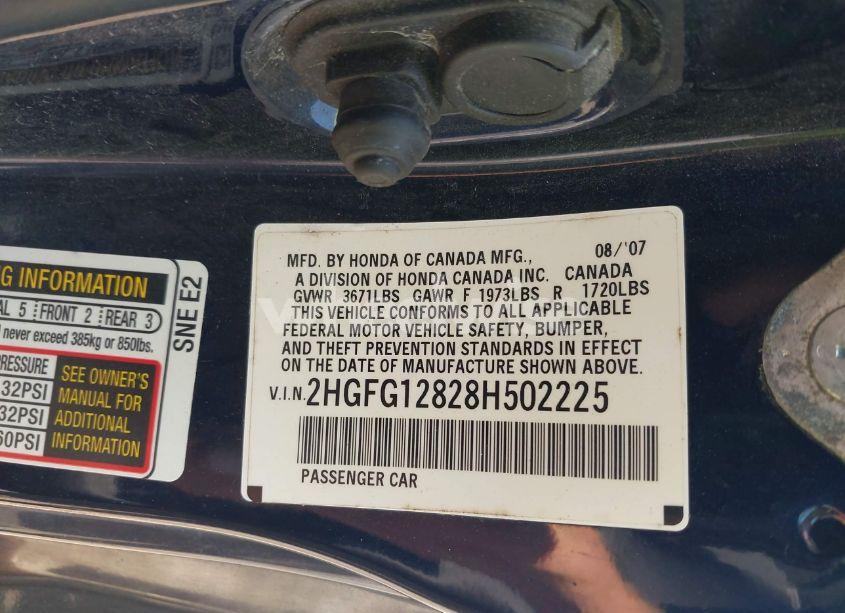 G INFORMATION
AL 5 FRONT 2 REAR 3
never exceed 385kg or 850lbs.
PRESSURE
32PSI
32PSI
60PSI
SEE OWNER'S
MANUAL FOR
ADDITIONAL
INFORMATION
SNE E2
MFD. BY HONDA OF CANADA MFG., 08/'07
A DIVISION OF HONDA CANADA INC. CANADA
GVWR 3671LBS GAWR F 1973LBS R 1720LBS
THIS VEHICLE CONFORMS TO ALL APPLICABLE
FEDERAL MOTOR VEHICLE SAFETY, BUMPER,
AND THEFT PREVENTION STANDARDS IN EFFECT
ON THE DATE OF MANUFACTURE SHOWN ABOVE.
V.I.N. 2HGFG12828H502225
PASSENGER CAR